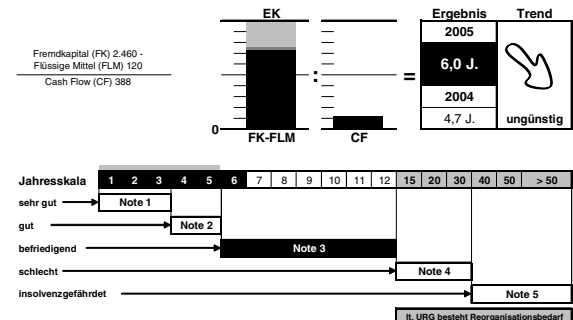 EK
Ergebnis Trend
2005
Fremdkapital (FK) 2.460 -
Flüssige Mittel (FLM) 120
Cash Flow (CF) 388
: = 6,0 J.
2004
4,7 J. ungünstig
0
FK-FLM CF
Jahresskala 1 2 3 4 5 6 7 8 9 10 11 12 15 20 30 40 50 > 50
sehr gut Note 1
gut Note 2
befriedigend Note 3
schlecht Note 4
insolvenzgefährdet Note 5
lt. URG besteht Reorganisationsbedarf